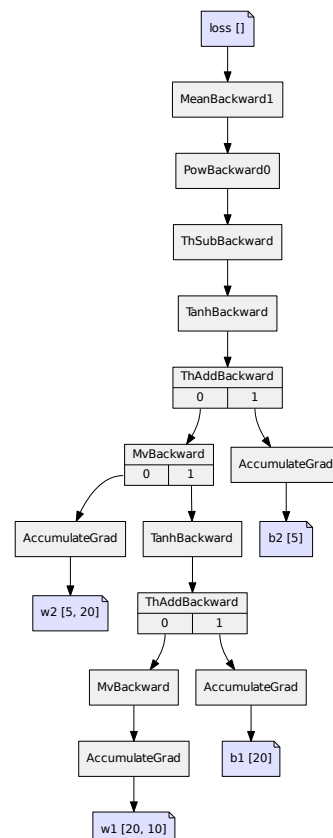 loss []
MeanBackward1
PowBackward0
ThSubBackward
TanhBackward
ThAddBackward
0 1
MvBackward
0 1
AccumulateGrad
AccumulateGrad
TanhBackward
b2 [5]
w2 [5, 20]
ThAddBackward
0 1
MvBackward
AccumulateGrad
AccumulateGrad
b1 [20]
w1 [20, 10]